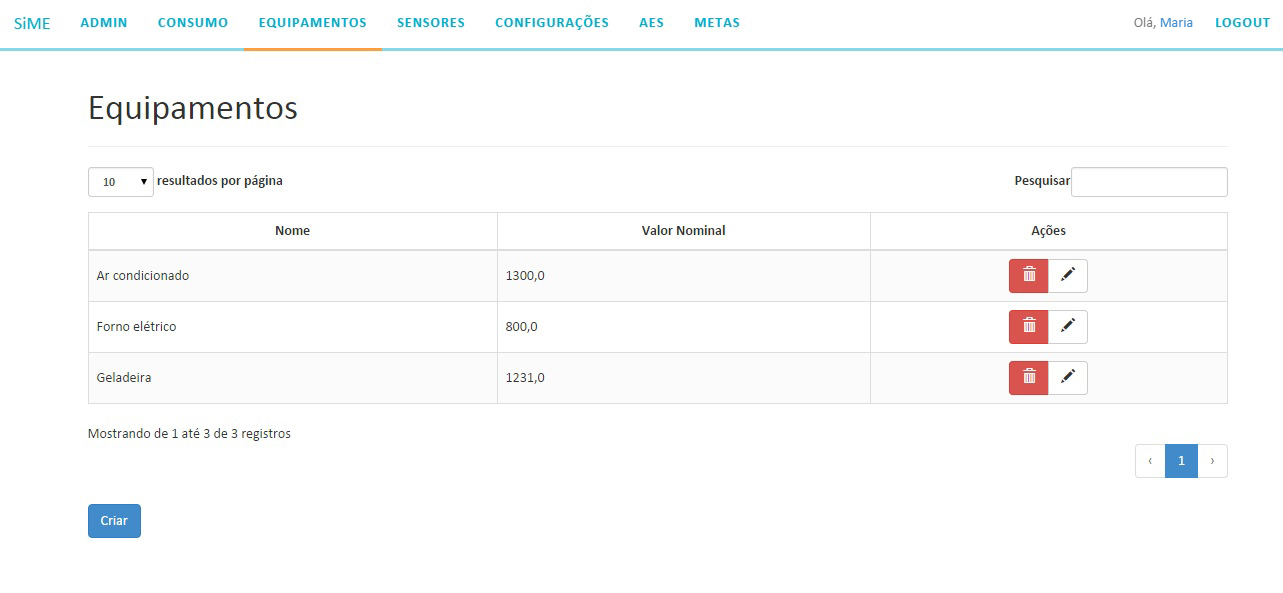 SiME ADMIN CONSUMO EQUIPAMENTOS SENSORES CONFIGURAÇÕES AES METAS Olá, Maria LOGOUT
Equipamentos
10 resultados por página Pesquisar
Nome Valor Nominal Ações
Ar condicionado 1300,0
Forno elétrico 800,0
Geladeira 1231,0
Mostrando de 1 até 3 de 3 registros
‹ 1 ›
Criar